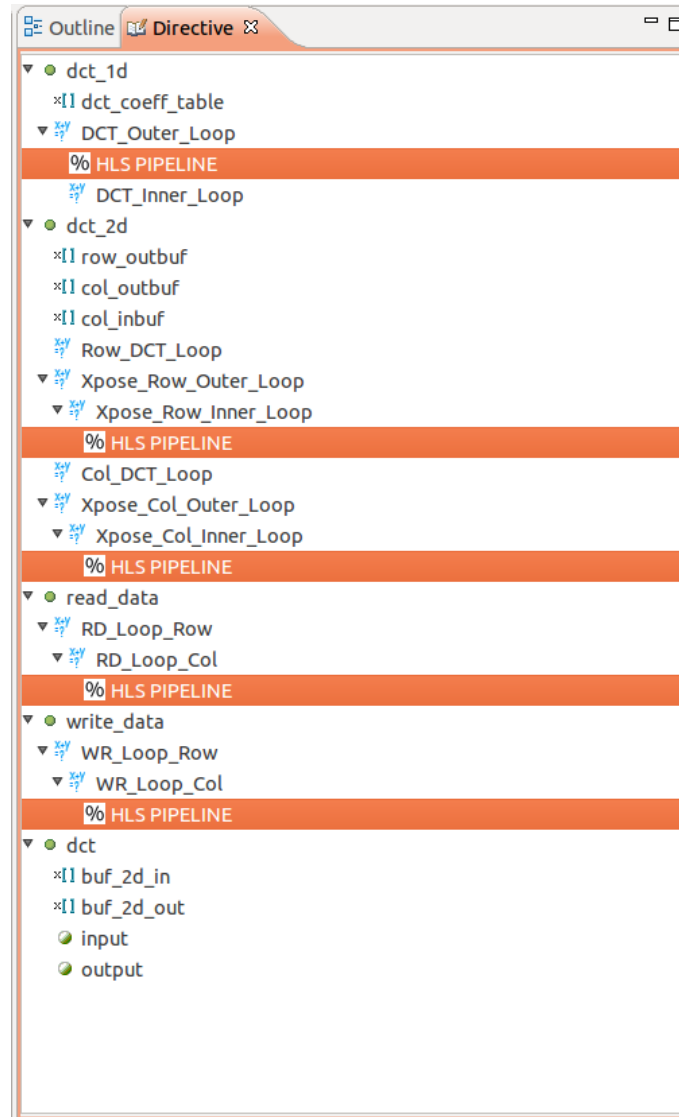 Outline Directive
dct_1d
x[] dct_coeff_table
DCT_Outer_Loop
% HLS PIPELINE
DCT_Inner_Loop
dct_2d
x[] row_outbuf
x[] col_outbuf
x[] col_inbuf
Row_DCT_Loop
Xpose_Row_Outer_Loop
Xpose_Row_Inner_Loop
% HLS PIPELINE
Col_DCT_Loop
Xpose_Col_Outer_Loop
Xpose_Col_Inner_Loop
% HLS PIPELINE
read_data
RD_Loop_Row
RD_Loop_Col
% HLS PIPELINE
write_data
WR_Loop_Row
WR_Loop_Col
% HLS PIPELINE
dct
x[] buf_2d_in
x[] buf_2d_out
input
output